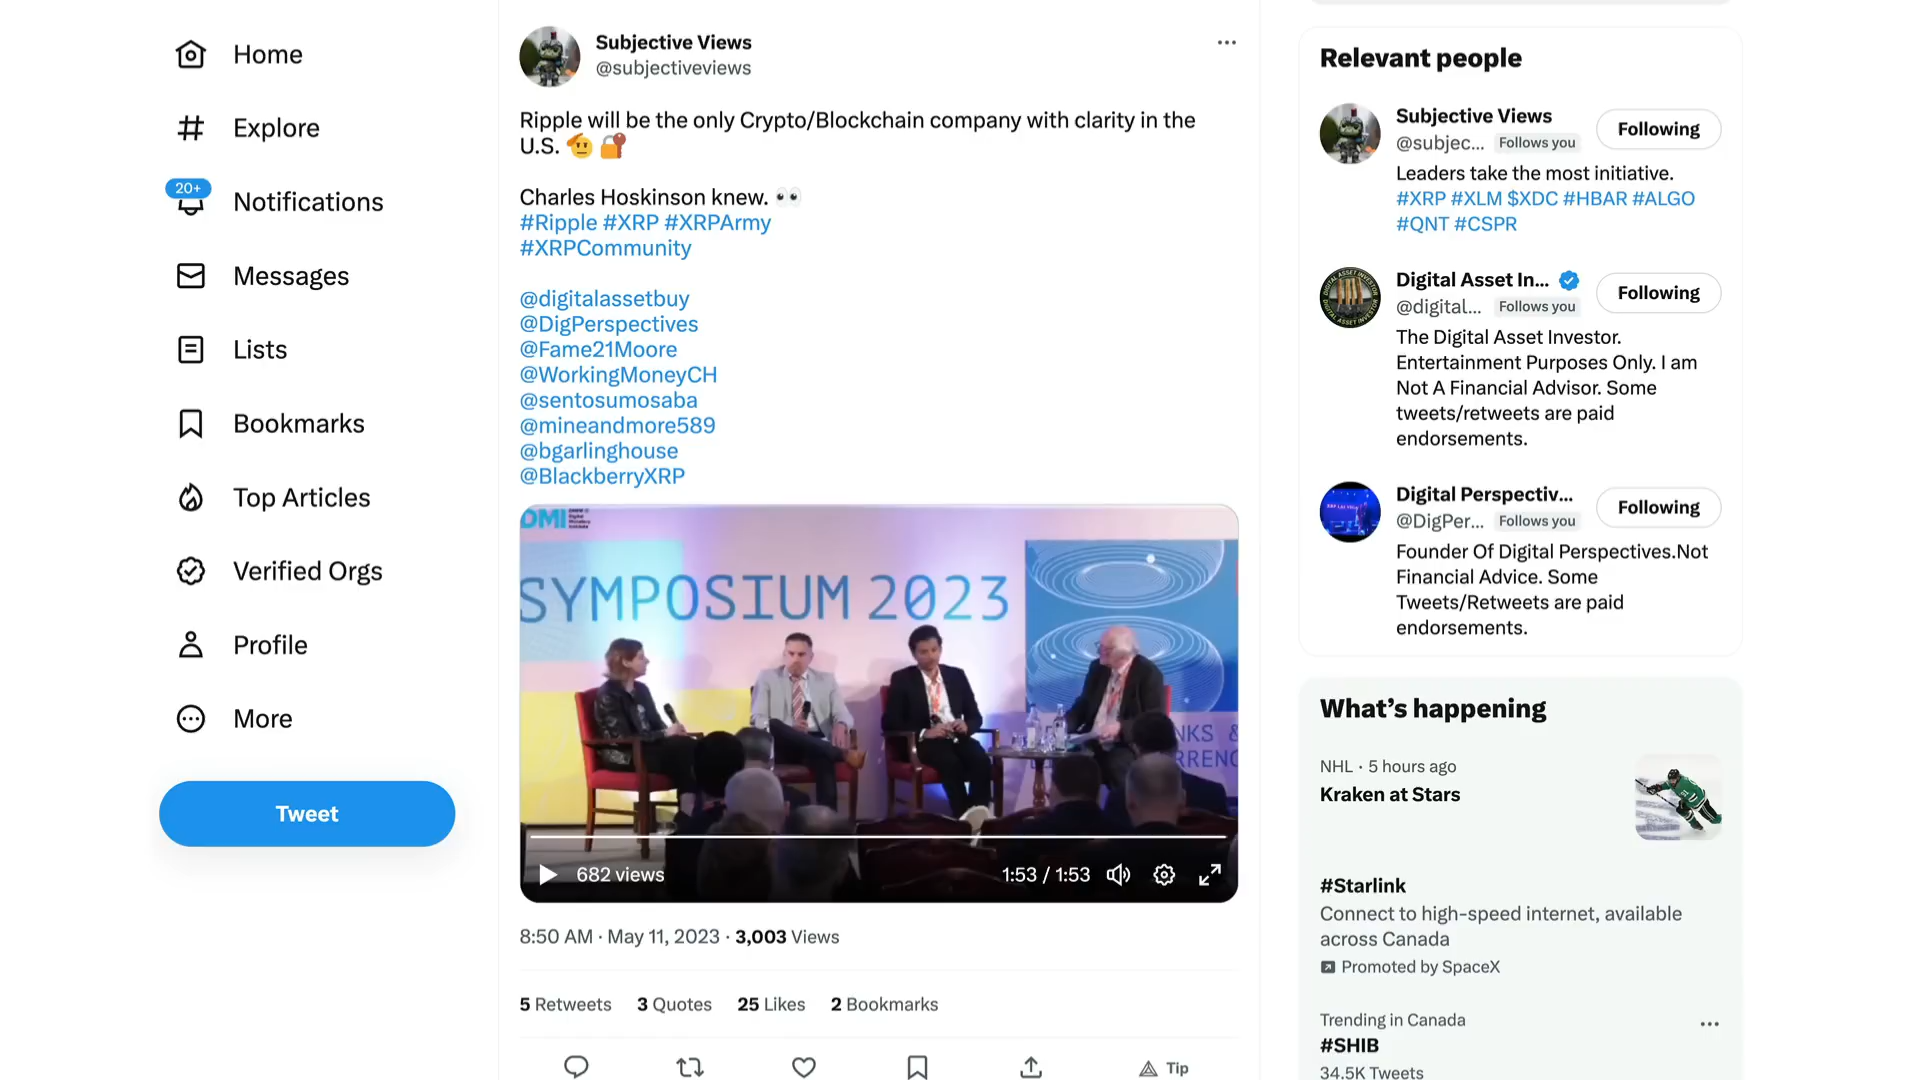 Home
Explore
20+
Notifications
Messages
Lists
Bookmarks
Top Articles
Verified Orgs
Profile
More
Tweet
Subjective Views
@subjectiveviews
Ripple will be the only Crypto/Blockchain company with clarity in the
U.S. 🫡 🔐
Charles Hoskinson knew. 👀
#Ripple #XRP #XRPArmy
#XRPCommunity
@digitalassetbuy
@DigPerspectives
@Fame21Moore
@WorkingMoneyCH
@sentosumosaba
@mineandmore589
@bgarlinghouse
@BlackberryXRP
DMI
SYMPOSIUM 2023
NKS &
RRENC
682 views
1:53 / 1:53
8:50 AM · May 11, 2023 · 3,003 Views
5 Retweets 3 Quotes 25 Likes 2 Bookmarks
Tip
Relevant people
Subjective Views
Following
@subjec... Follows you
Leaders take the most initiative.
#XRP #XLM $XDC #HBAR #ALGO
#QNT #CSPR
DIGITAL ASSET INVESTOR
Digital Asset In...
Following
@digital... Follows you
The Digital Asset Investor.
Entertainment Purposes Only. I am
Not A Financial Advisor. Some
tweets/retweets are paid
endorsements.
Digital Perspectiv...
Following
@DigPer... Follows you
Founder Of Digital Perspectives.Not
Financial Advice. Some
Tweets/Retweets are paid
endorsements.
What's happening
NHL · 5 hours ago
Kraken at Stars
#Starlink
Connect to high-speed internet, available
across Canada
Promoted by SpaceX
Trending in Canada
#SHIB
34.5K Tweets